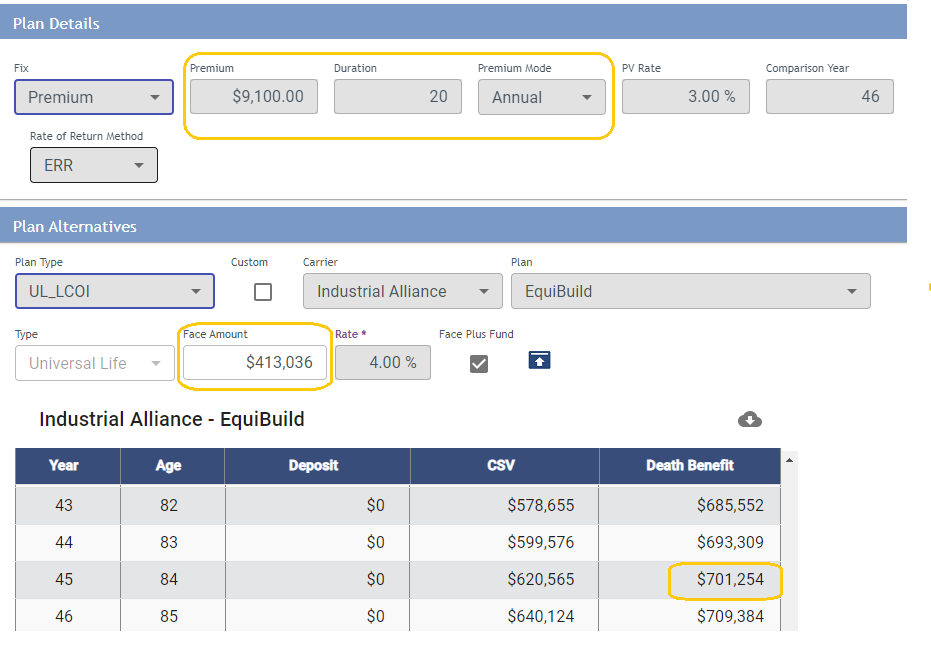 Plan Details
Fix Premium Duration Premium Mode PV Rate Comparison Year
Premium $9,100.00 20 Annual 3.00 % 46
Rate of Return Method
ERR
Plan Alternatives
Plan Type Custom Carrier Plan
UL_LCOI Industrial Alliance EquiBuild
Type Face Amount Rate * Face Plus Fund
Universal Life $413,036 4.00 %
Industrial Alliance - EquiBuild
Year Age Deposit CSV Death Benefit
43 82 $0 $578,655 $685,552
44 83 $0 $599,576 $693,309
45 84 $0 $620,565 $701,254
46 85 $0 $640,124 $709,384